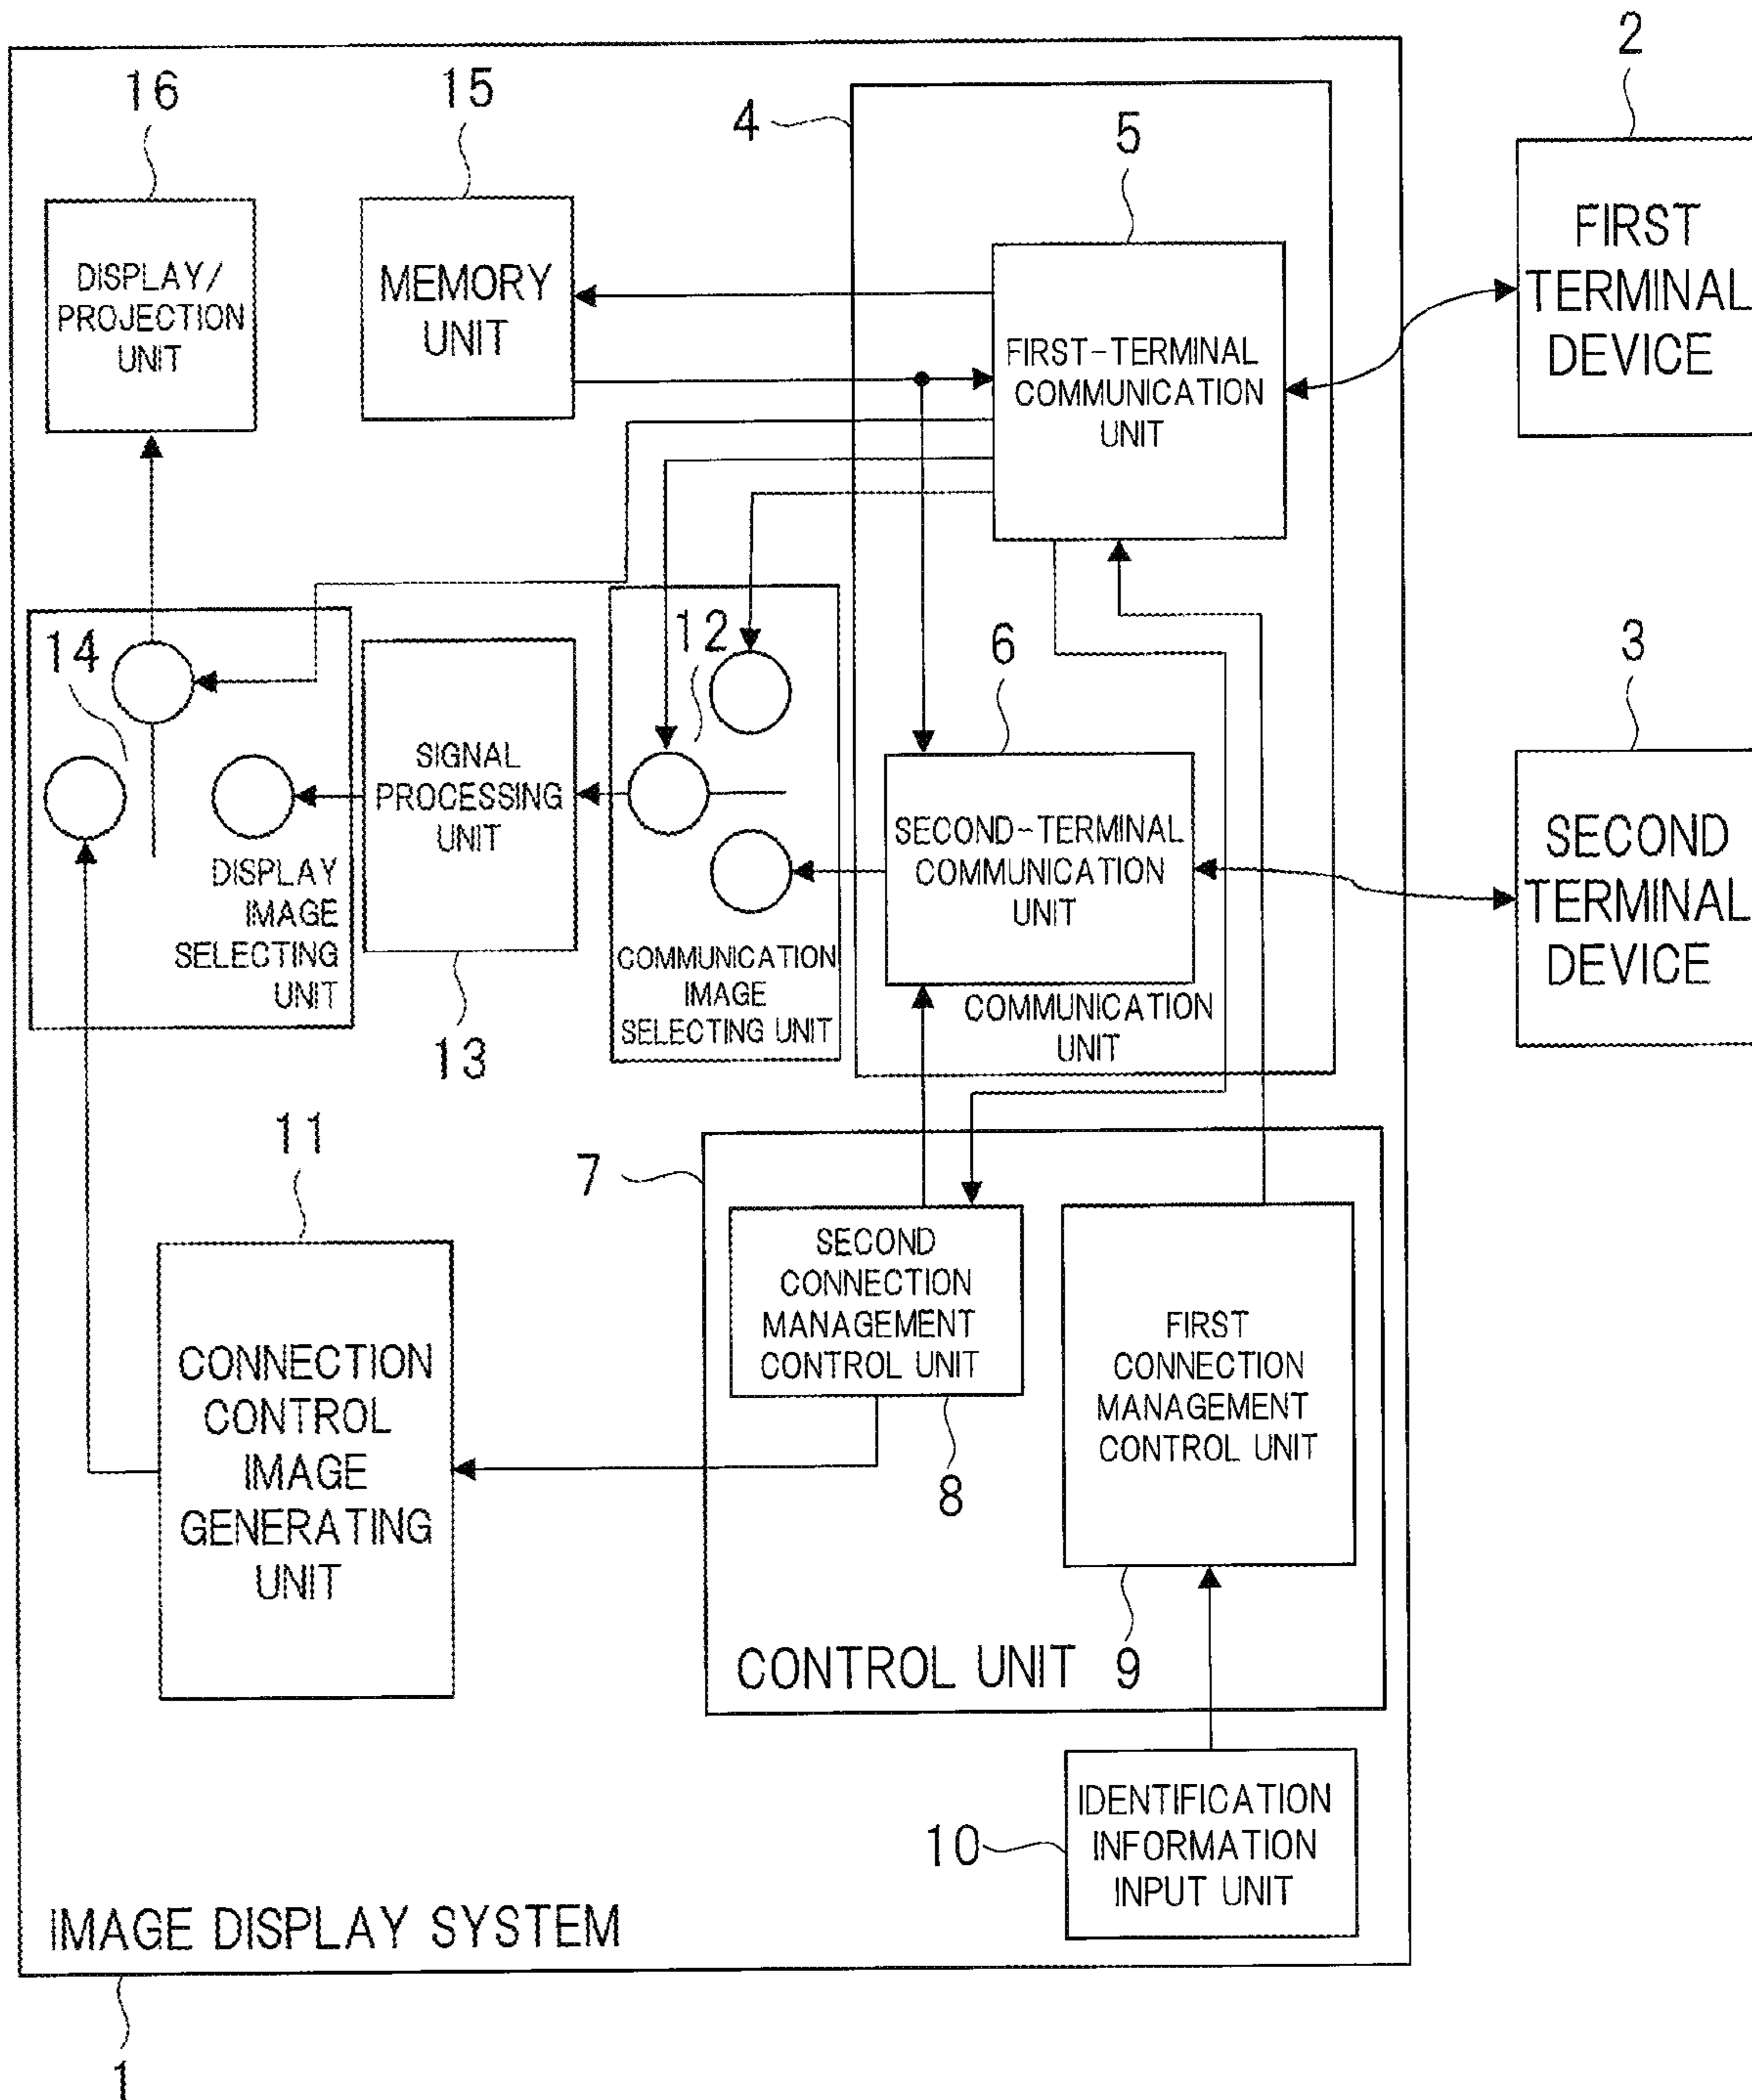 2
16
15
4
5
FIRST
TERMINAL
DEVICE
DISPLAY/
PROJECTION
UNIT
MEMORY
UNIT
FIRST-TERMINAL
COMMUNICATION
UNIT
14
12
6
3
SIGNAL
PROCESSING
UNIT
SECOND-TERMINAL
COMMUNICATION
UNIT
SECOND
TERMINAL
DEVICE
DISPLAY
IMAGE
SELECTING
UNIT
COMMUNICATION
IMAGE
SELECTING UNIT
COMMUNICATION
UNIT
13
11
7
SECOND
CONNECTION
MANAGEMENT
CONTROL UNIT
FIRST
CONNECTION
MANAGEMENT
CONTROL UNIT
CONNECTION
CONTROL
IMAGE
GENERATING
UNIT
8
CONTROL UNIT
9
10
IDENTIFICATION
INFORMATION
INPUT UNIT
IMAGE DISPLAY SYSTEM
1